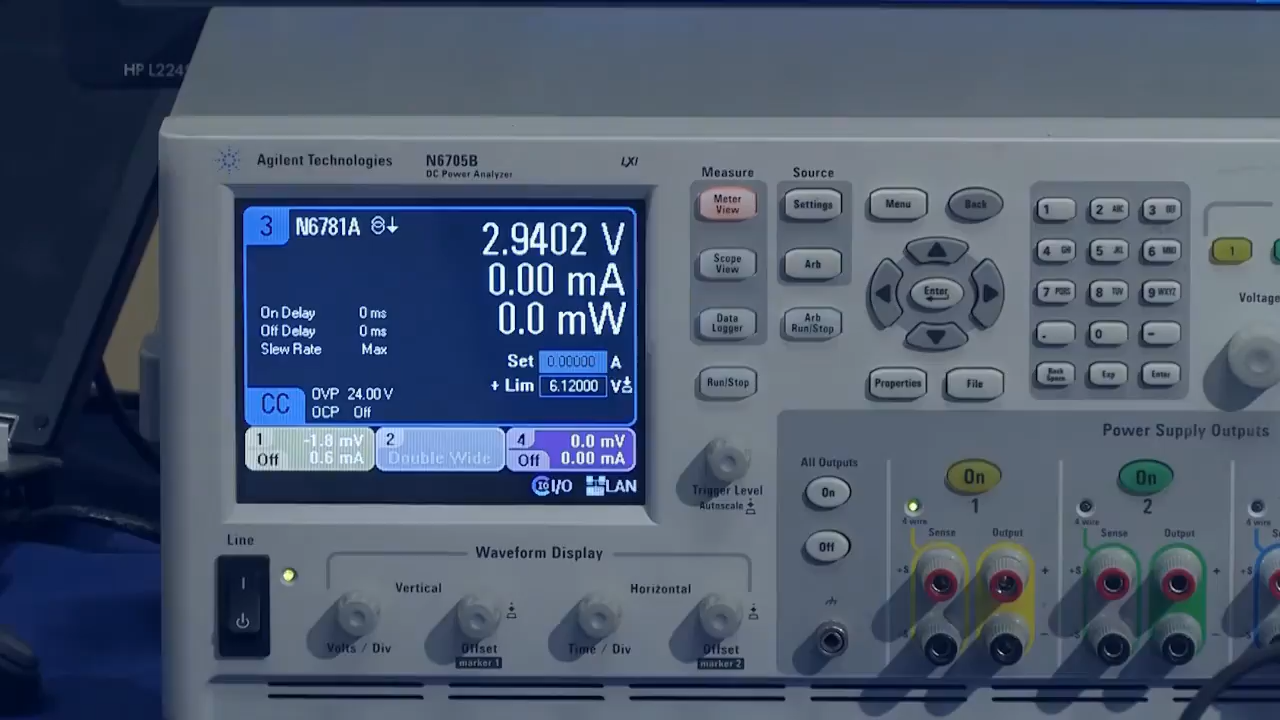 HP L224
Agilent Technologies N6705B LXI
DC Power Analyzer
3 N6781A 2.9402 V
0.00 mA
0.0 mW
On Delay 0 ms
Off Delay 0 ms
Slew Rate Max
Set 0.00000 A
+ Lim 6.12000 V
CC OVP 24.00 V
OCP Off
1 -1.8 mV
Off 0.6 mA
2
Double Wide
4 0.0 mV
Off 0.00 mA
I/O LAN
Measure
Meter
View
Scope
View
Data
Logger
Run/Stop
Trigger Level
Autoscale
Source
Settings
Arb
Arb
Run/Stop
Menu Back
Enter
Properties File
1 2 ABC 3 DEF
4 GHI 5 JKL 6 MNO
7 PQRS 8 TUV 9 WXYZ
. 0 -
Back
Space
Exp Enter
1
Voltage
Line
Waveform Display
Vertical Horizontal
Volts / Div
Offset
marker 1
Time / Div
Offset
marker 2
Power Supply Outputs
All Outputs
On
Off
On
1
4 wire
Sense Output
+S +
-
On
2
4 wire
Sense Output
+S +
-
4 wire
+S